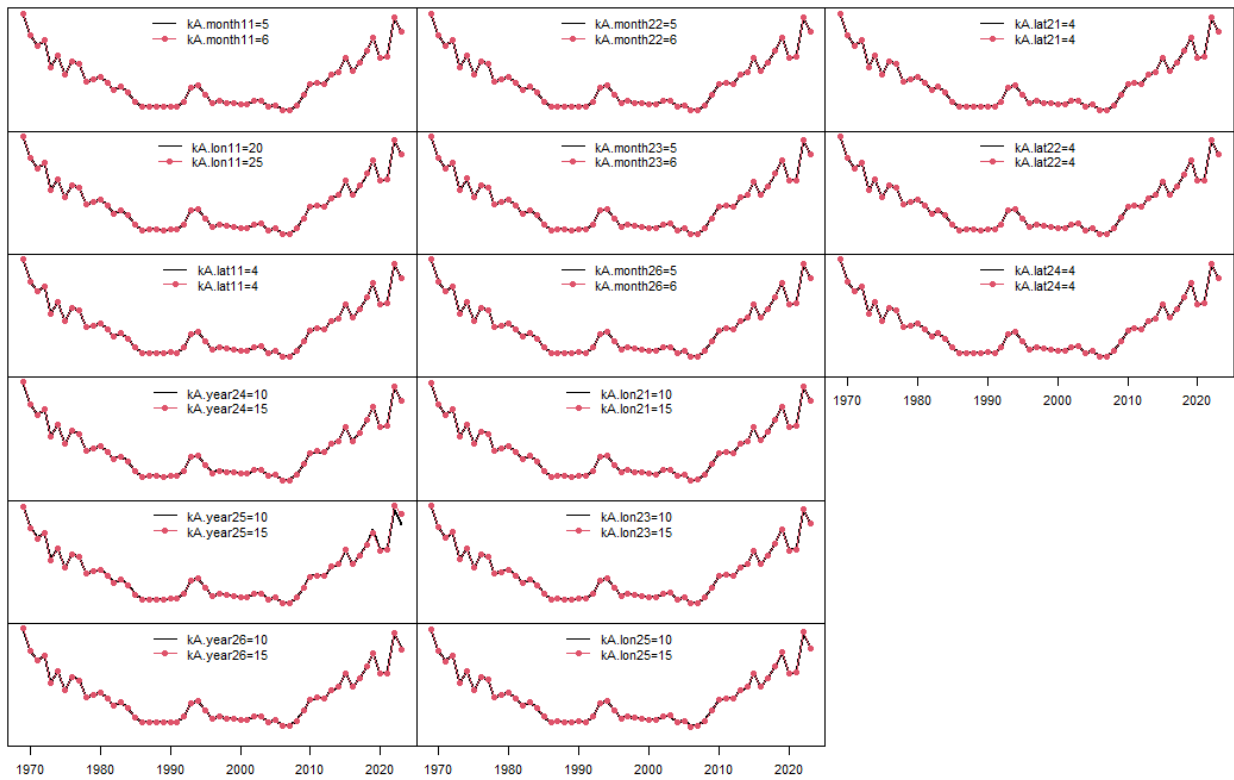 kA.month11=5
kA.month11=6
kA.month22=5
kA.month22=6
kA.lat21=4
kA.lat21=4
kA.lon11=20
kA.lon11=25
kA.month23=5
kA.month23=6
kA.lat22=4
kA.lat22=4
kA.lat11=4
kA.lat11=4
kA.month26=5
kA.month26=6
kA.lat24=4
kA.lat24=4
kA.year24=10
kA.year24=15
kA.lon21=10
kA.lon21=15
1970 1980 1990 2000 2010 2020
kA.year25=10
kA.year25=15
kA.lon23=10
kA.lon23=15
kA.year26=10
kA.year26=15
kA.lon25=10
kA.lon25=15
1970 1980 1990 2000 2010 2020
1970 1980 1990 2000 2010 2020